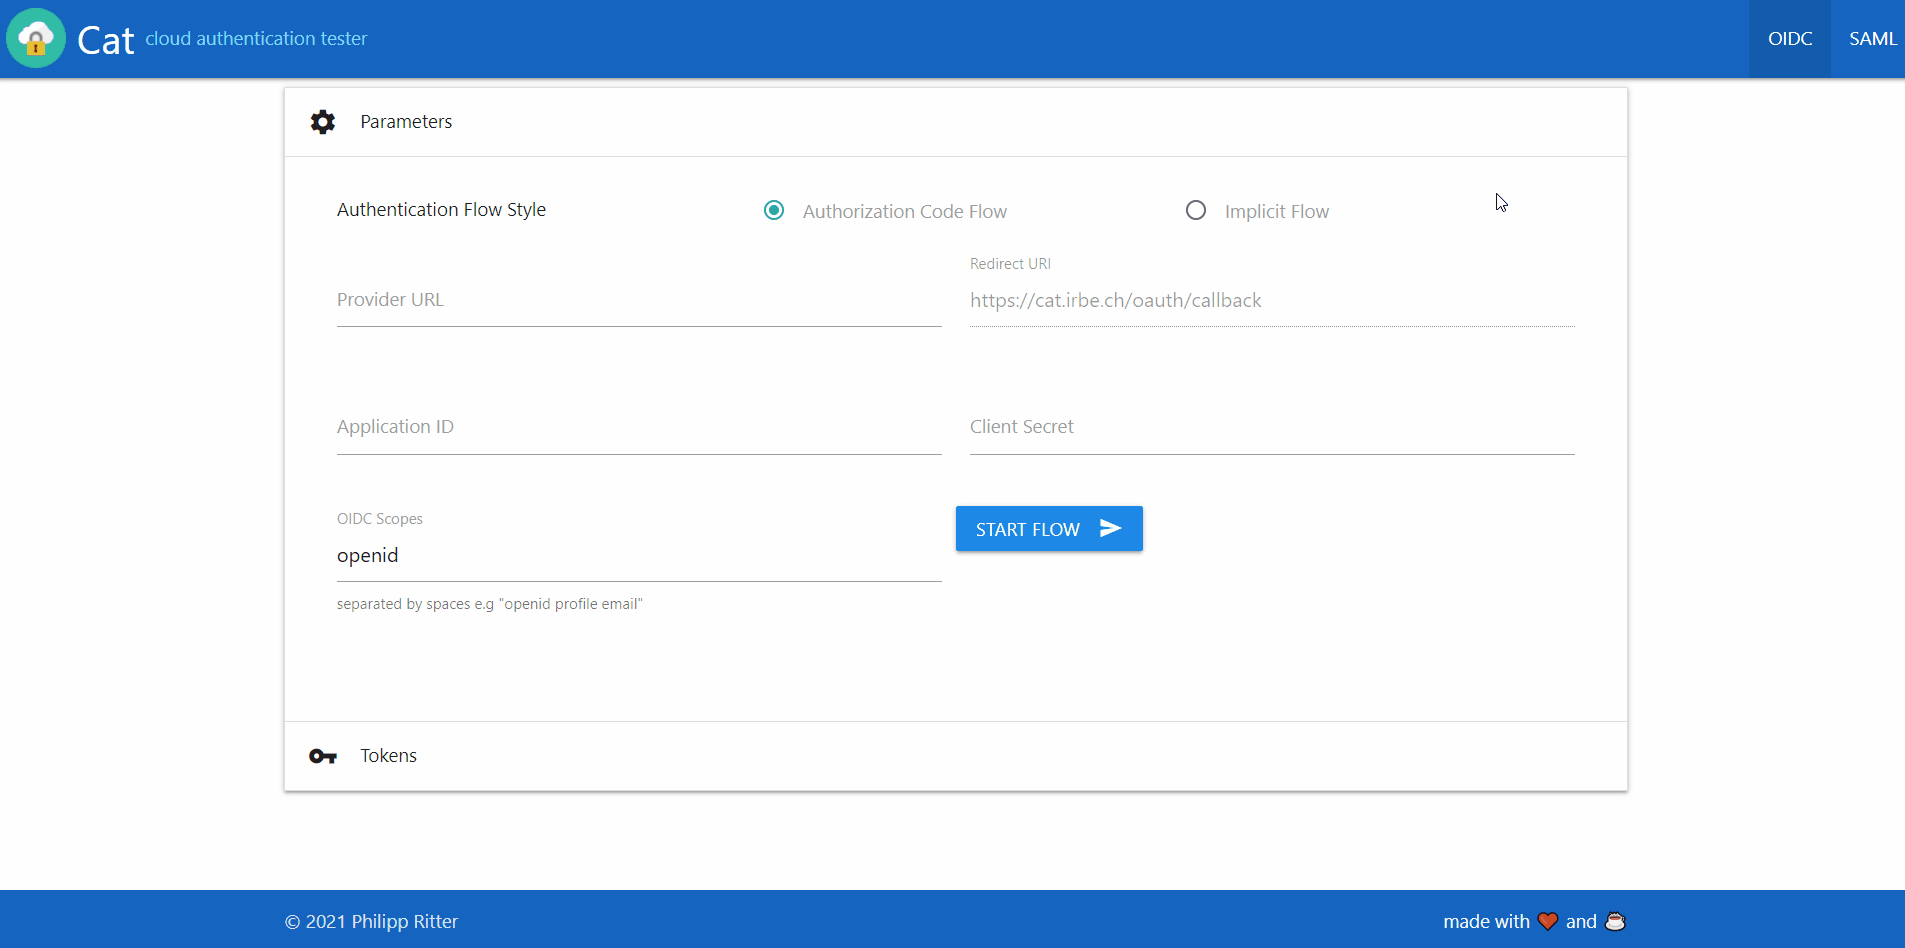 Cat cloud authentication tester OIDC SAML
Parameters
Authentication Flow Style Authorization Code Flow Implicit Flow
Redirect URI
Provider URL https://cat.irbe.ch/oauth/callback
Application ID Client Secret
OIDC Scopes
START FLOW
openid
separated by spaces e.g "openid profile email"
Tokens
© 2021 Philipp Ritter made with ❤️ and ☕